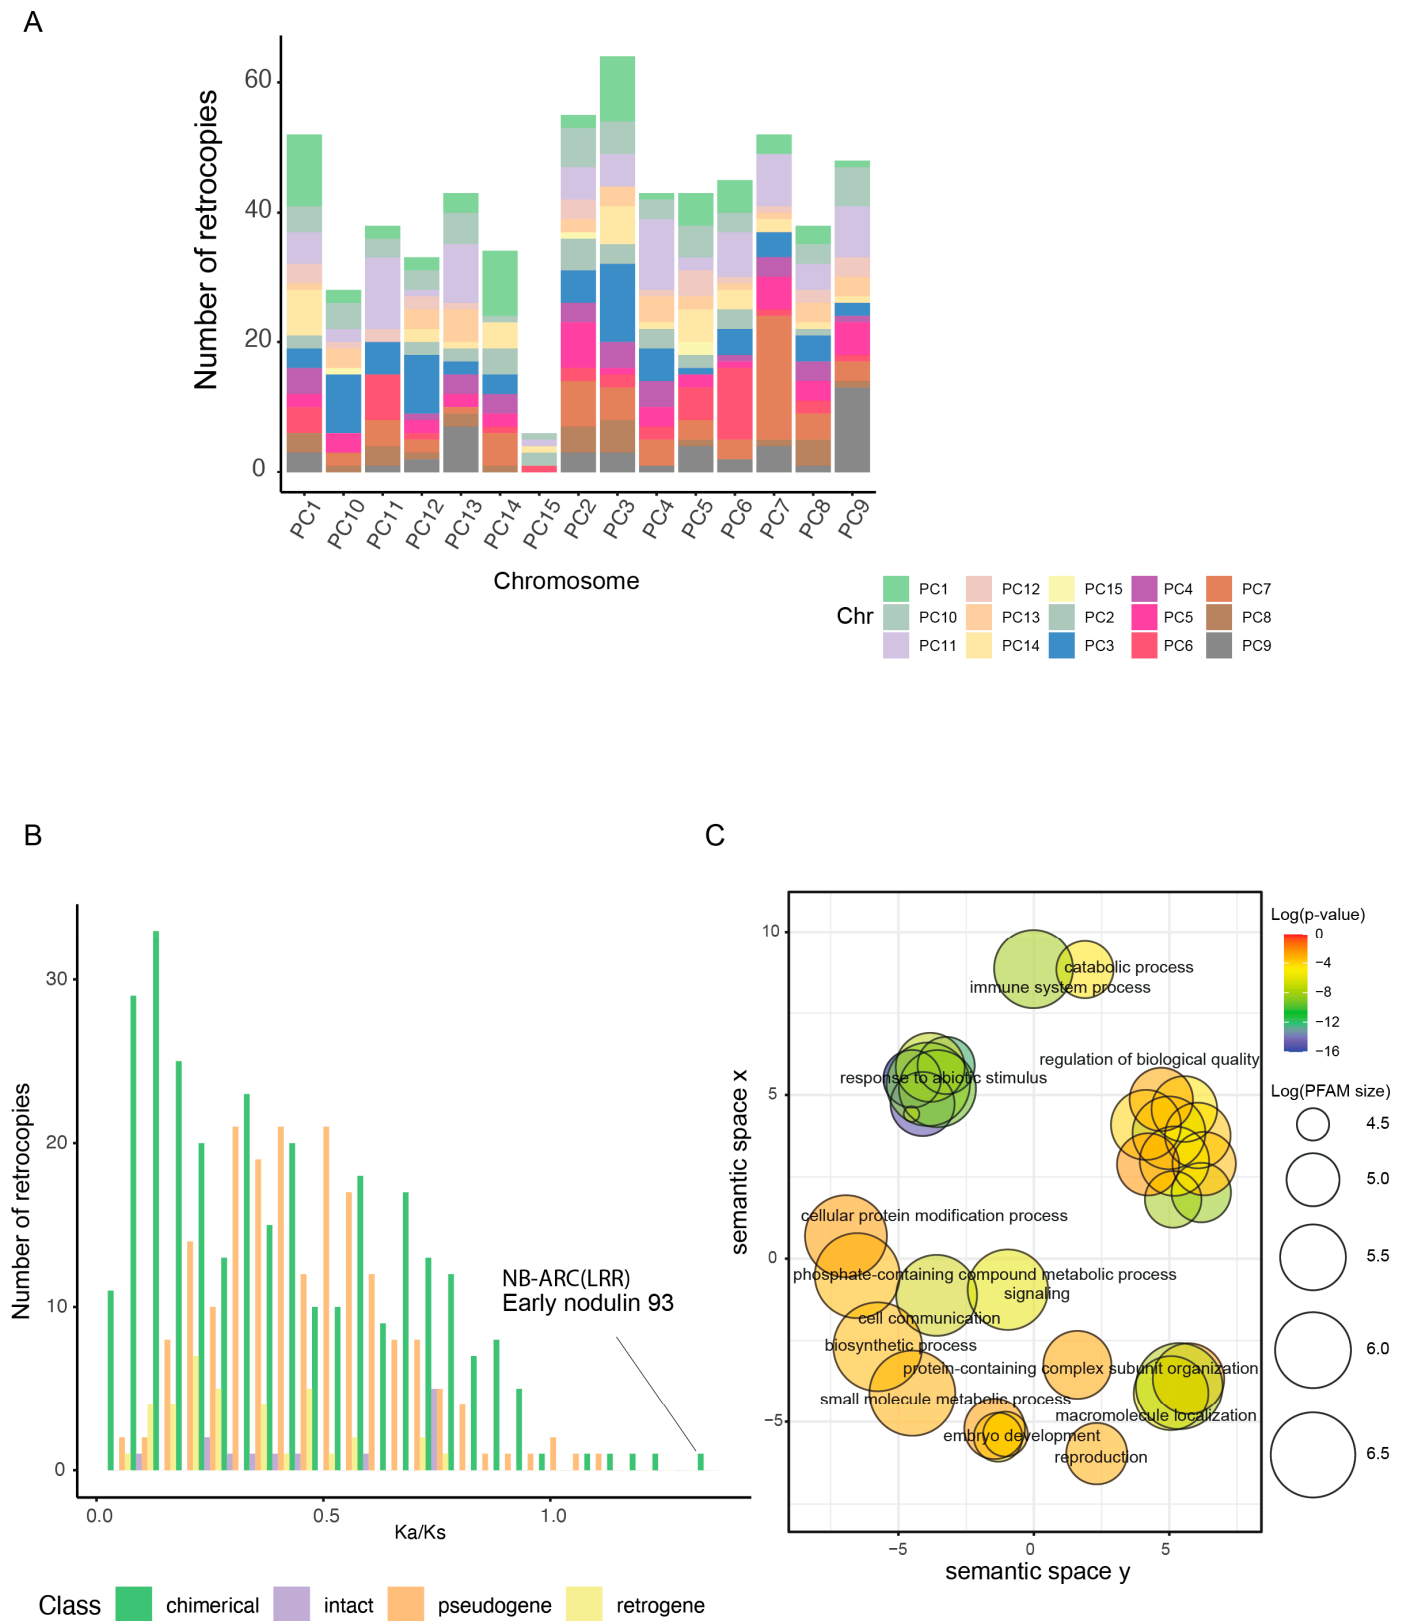 A
Number of retrocopies
60
40
20
0
PC1 PC10 PC11 PC12 PC13 PC14 PC15 PC2 PC3 PC4 PC5 PC6 PC7 PC8 PC9
Chromosome
Chr
PC1 PC12 PC15 PC4 PC7
PC10 PC13 PC2 PC5 PC8
PC11 PC14 PC3 PC6 PC9
B
Number of retrocopies
30
20
10
0
NB-ARC(LRR)
Early nodulin 93
0.0 0.5 1.0
Ka/Ks
Class chimerical intact pseudogene retrogene
C
semantic space x
10
5
0
−5
catabolic process
immune system process
regulation of biological quality
response to abiotic stimulus
cellular protein modification process
phosphate-containing compound metabolic process
signaling
cell communication
biosynthetic process
protein-containing complex subunit organization
small molecule metabolic process
macromolecule localization
embryo development
reproduction
−5 0 5
semantic space y
Log(p-value)
0
−4
−8
−12
−16
Log(PFAM size)
4.5
5.0
5.5
6.0
6.5